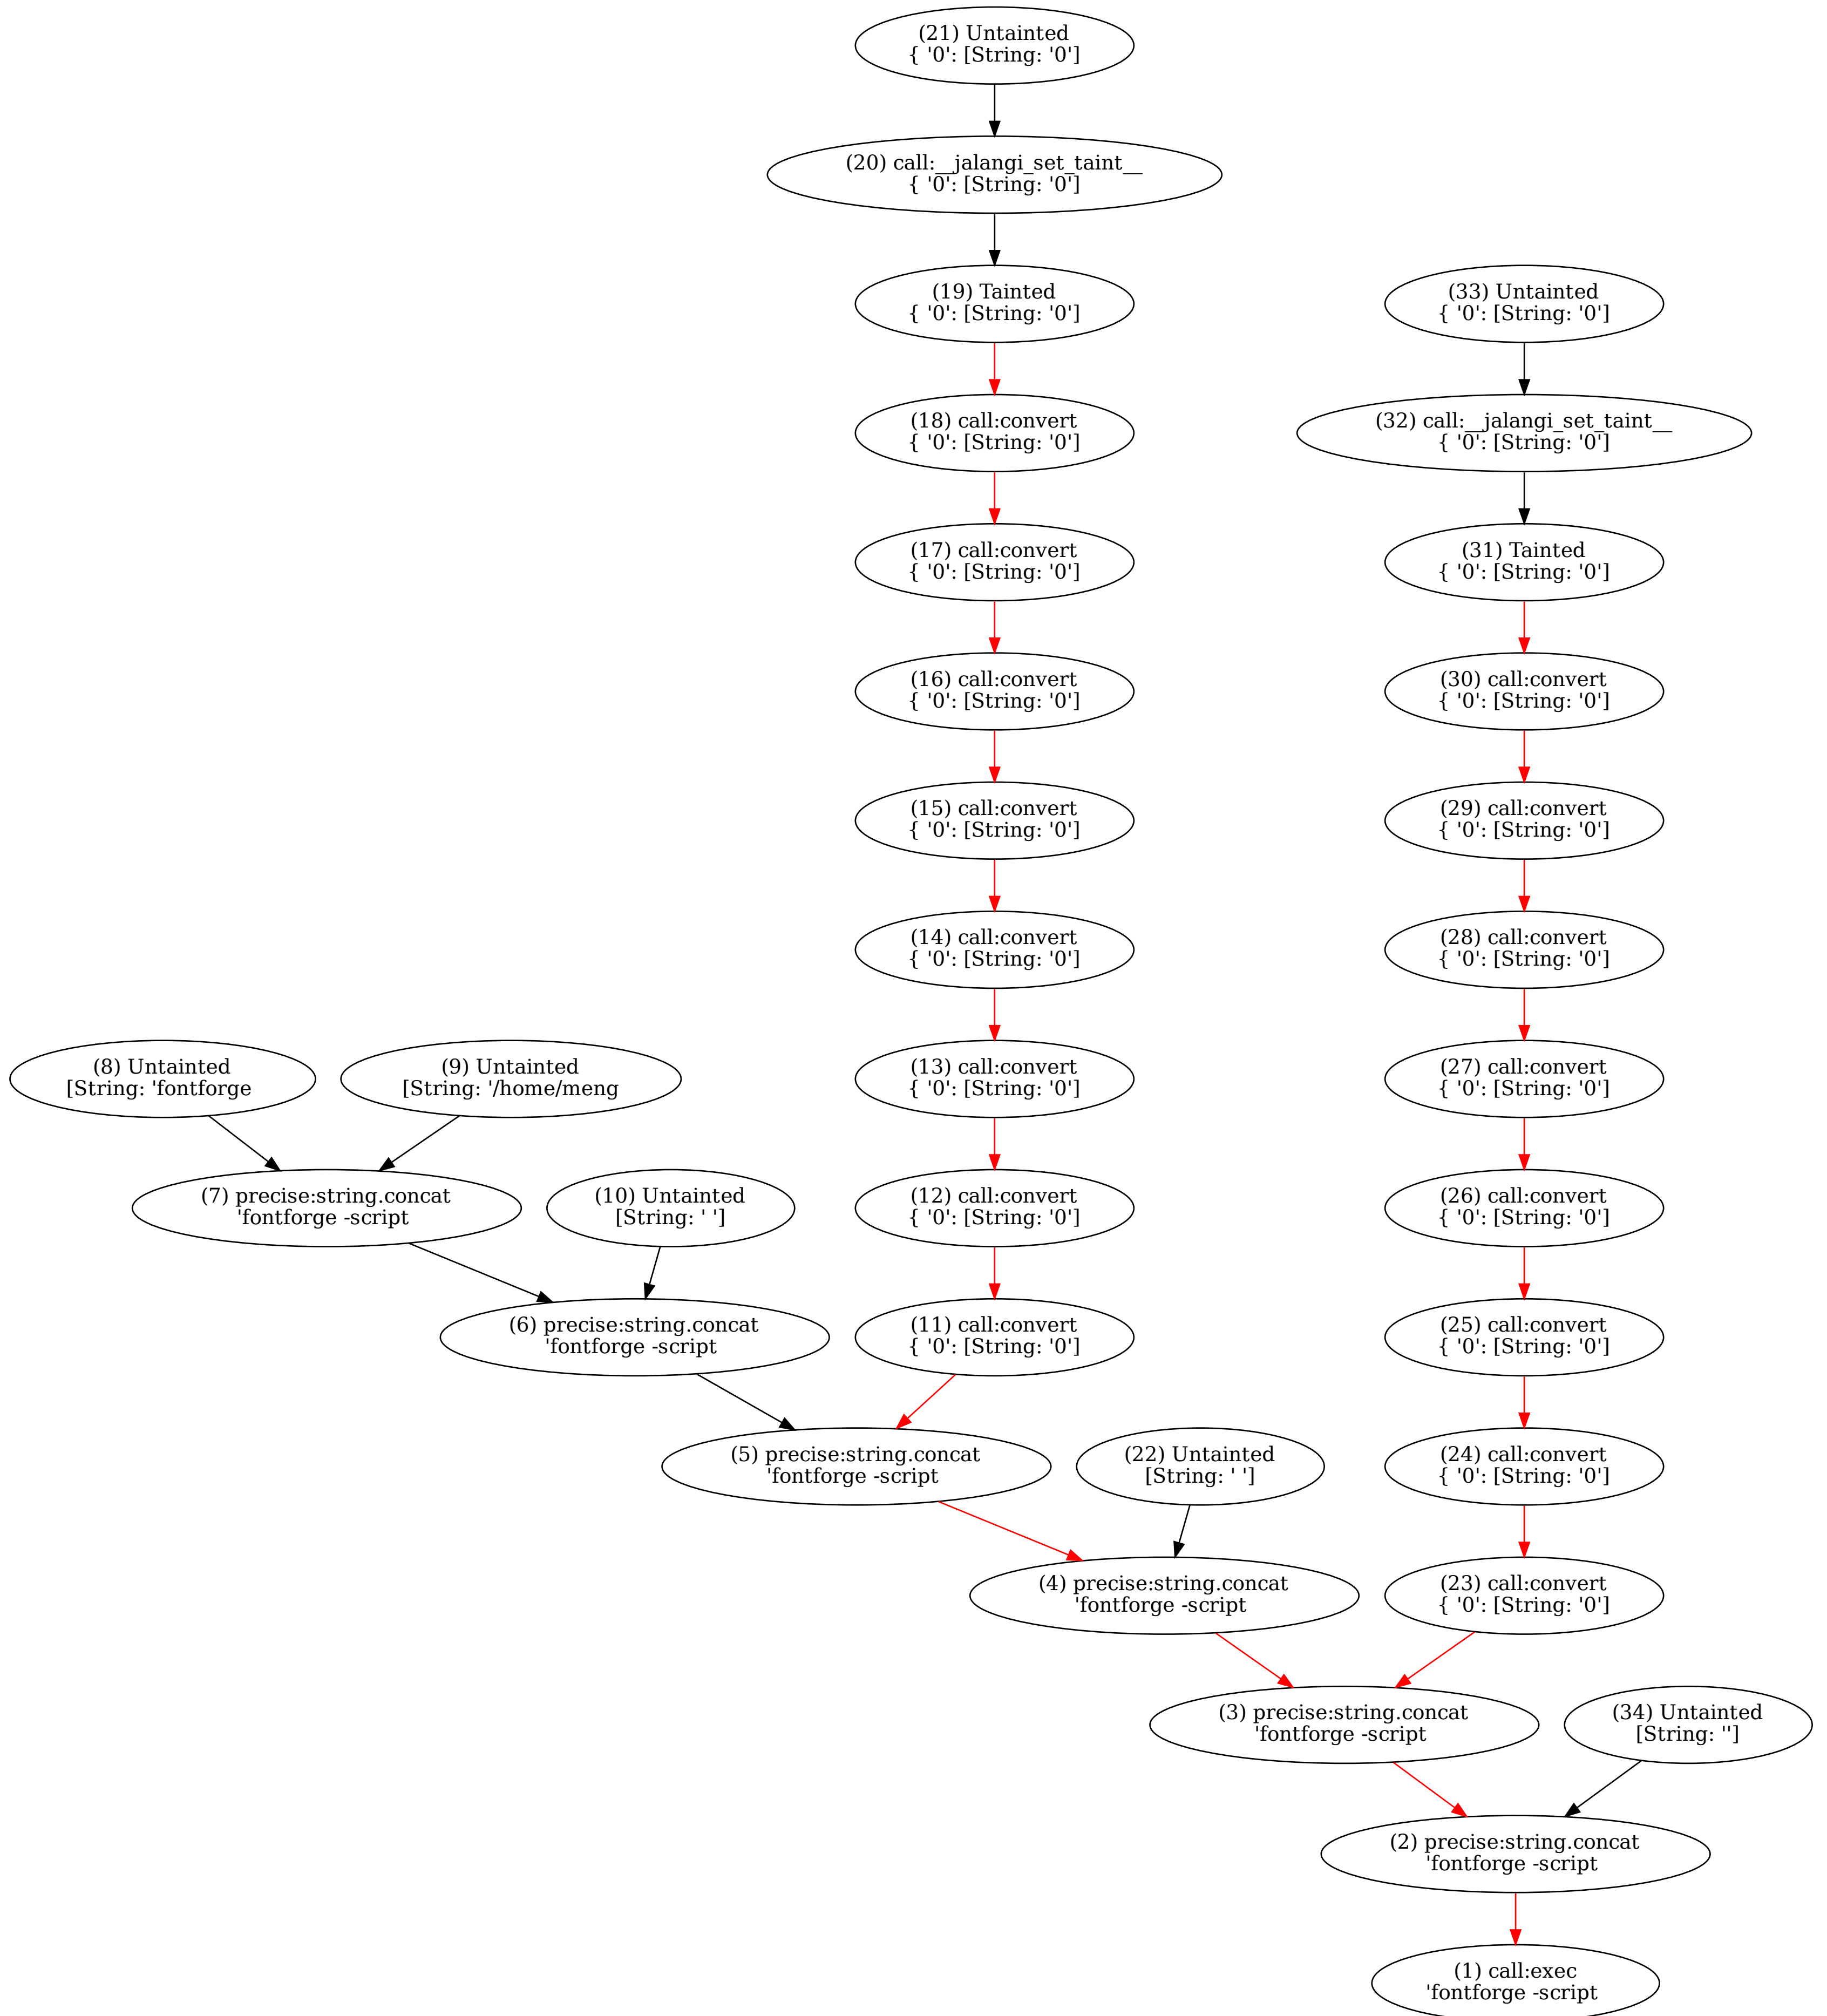 (21) Untainted
{ '0': [String: '0']
(20) call:__jalangi_set_taint__
{ '0': [String: '0']
(19) Tainted
{ '0': [String: '0']
(33) Untainted
{ '0': [String: '0']
(18) call:convert
{ '0': [String: '0']
(32) call:__jalangi_set_taint__
{ '0': [String: '0']
(17) call:convert
{ '0': [String: '0']
(31) Tainted
{ '0': [String: '0']
(16) call:convert
{ '0': [String: '0']
(30) call:convert
{ '0': [String: '0']
(15) call:convert
{ '0': [String: '0']
(29) call:convert
{ '0': [String: '0']
(14) call:convert
{ '0': [String: '0']
(28) call:convert
{ '0': [String: '0']
(8) Untainted
[String: 'fontforge
(9) Untainted
[String: '/home/meng
(13) call:convert
{ '0': [String: '0']
(27) call:convert
{ '0': [String: '0']
(7) precise:string.concat
'fontforge -script
(10) Untainted
[String: ' ']
(12) call:convert
{ '0': [String: '0']
(26) call:convert
{ '0': [String: '0']
(6) precise:string.concat
'fontforge -script
(11) call:convert
{ '0': [String: '0']
(25) call:convert
{ '0': [String: '0']
(5) precise:string.concat
'fontforge -script
(22) Untainted
[String: ' ']
(24) call:convert
{ '0': [String: '0']
(4) precise:string.concat
'fontforge -script
(23) call:convert
{ '0': [String: '0']
(3) precise:string.concat
'fontforge -script
(34) Untainted
[String: '']
(2) precise:string.concat
'fontforge -script
(1) call:exec
'fontforge -script